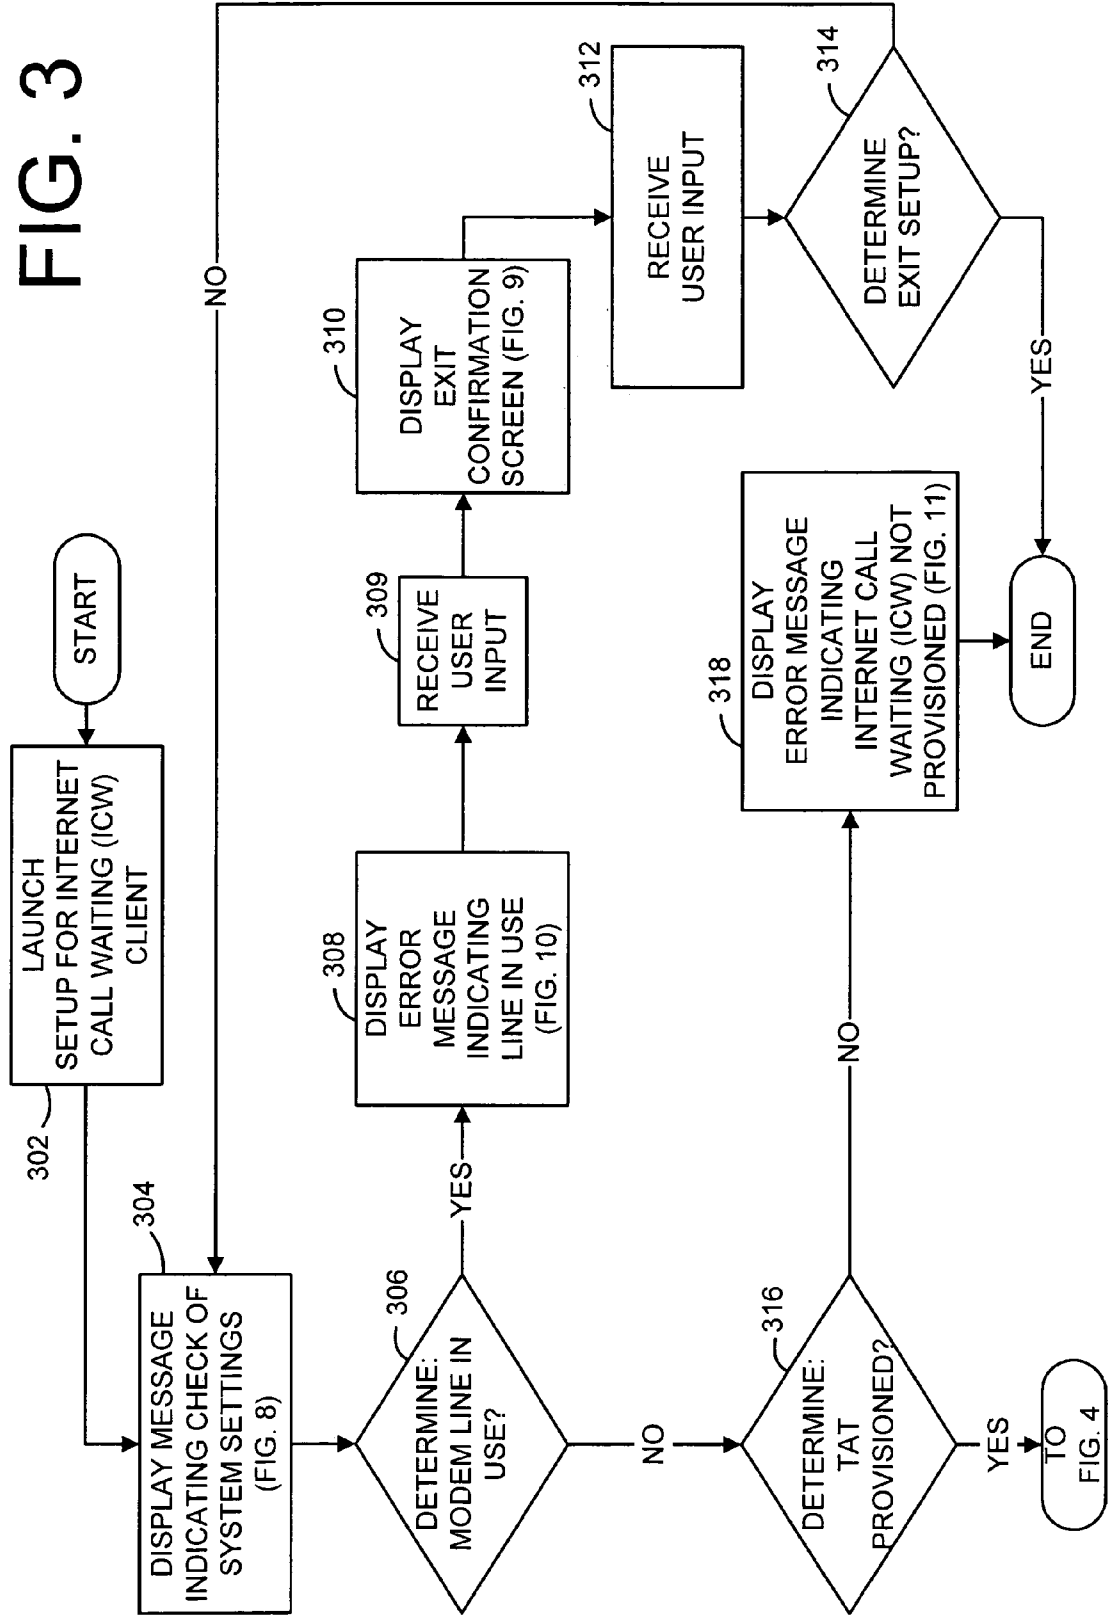 FIG. 3
START
302
LAUNCH
SETUP FOR INTERNET
CALL WAITING (ICW)
CLIENT
304
DISPLAY MESSAGE
INDICATING CHECK OF
SYSTEM SETTINGS
(FIG. 8)
NO
306
DETERMINE:
MODEM LINE IN
USE?
YES
308
DISPLAY
ERROR
MESSAGE
INDICATING
LINE IN USE
(FIG. 10)
309
RECEIVE
USER
INPUT
310
DISPLAY
EXIT
CONFIRMATION
SCREEN (FIG. 9)
312
RECEIVE
USER INPUT
314
DETERMINE
EXIT SETUP?
YES
NO
316
DETERMINE:
TAT
PROVISIONED?
NO
318
DISPLAY
ERROR MESSAGE
INDICATING
INTERNET CALL
WAITING (ICW) NOT
PROVISIONED (FIG. 11)
END
YES
TO
FIG. 4